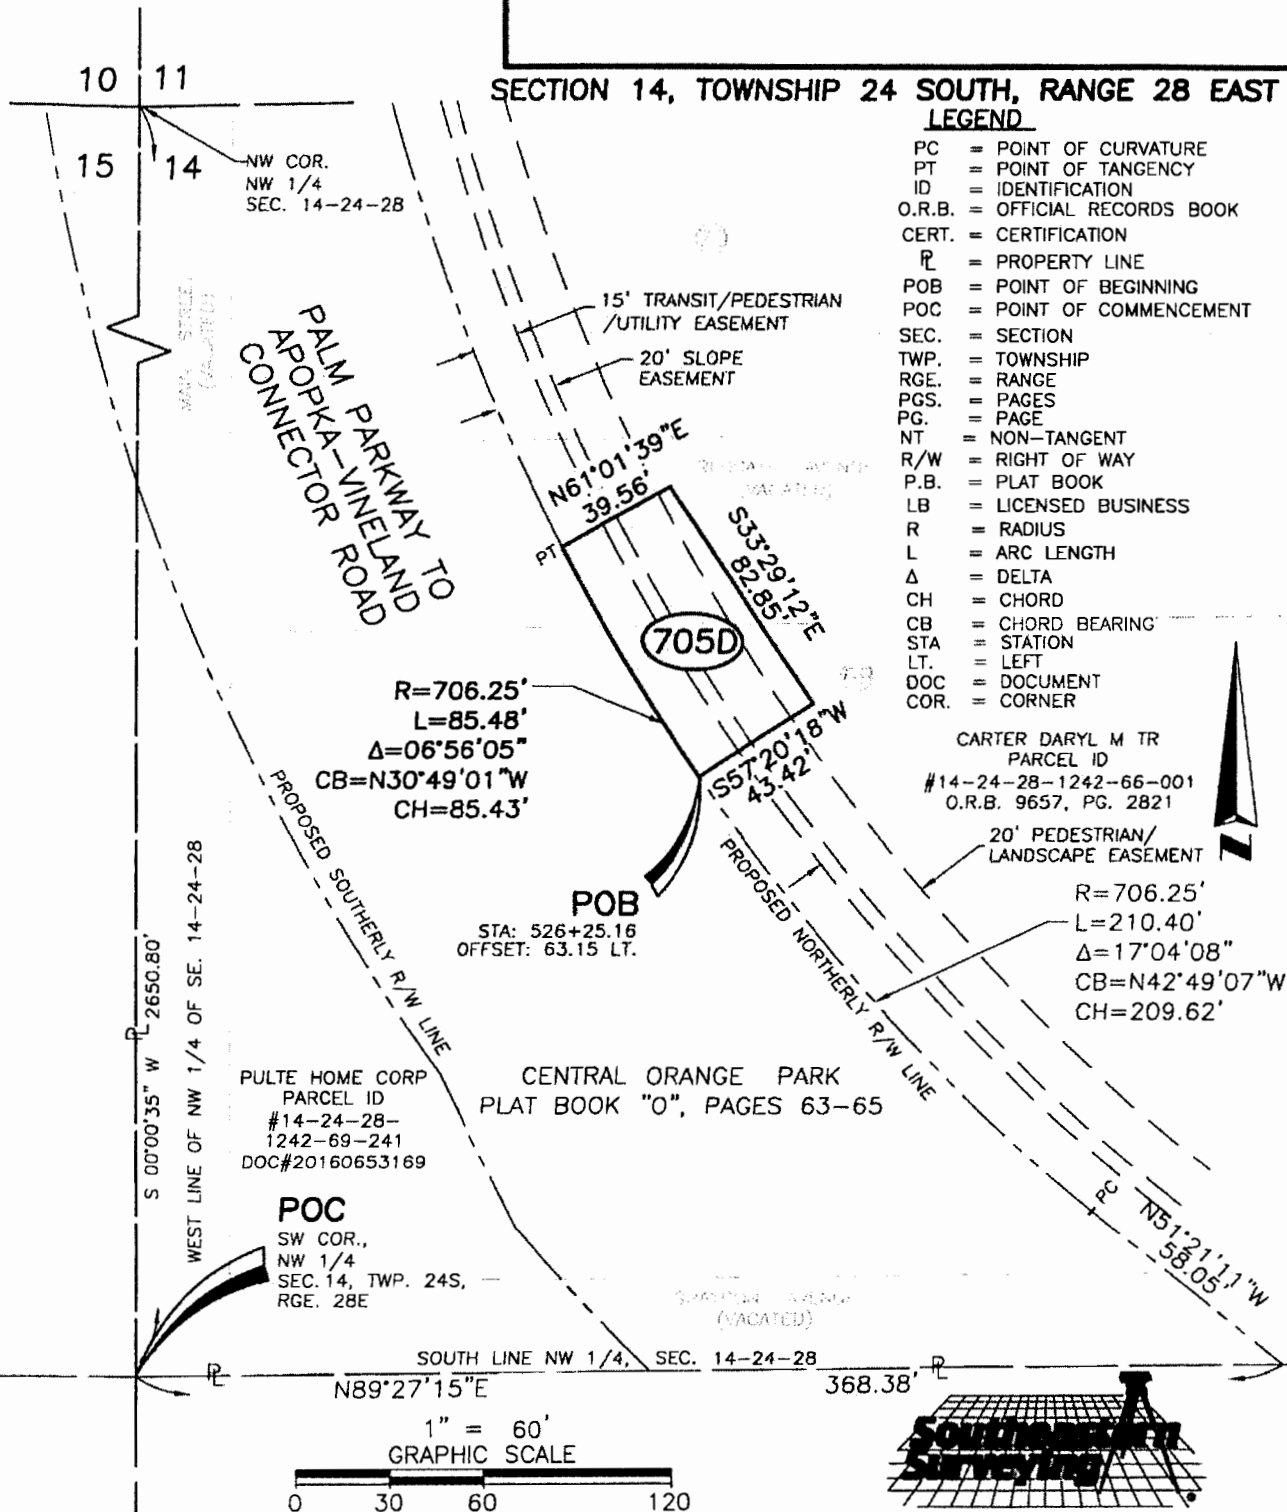 SECTION 14, TOWNSHIP 24 SOUTH, RANGE 28 EAST
LEGEND
PC = POINT OF CURVATURE
PT = POINT OF TANGENCY
ID = IDENTIFICATION
O.R.B. = OFFICIAL RECORDS BOOK
CERT. = CERTIFICATION
PL = PROPERTY LINE
POB = POINT OF BEGINNING
POC = POINT OF COMMENCEMENT
SEC. = SECTION
TWP. = TOWNSHIP
RGE. = RANGE
PGS. = PAGES
PG. = PAGE
NT = NON-TANGENT
R/W = RIGHT OF WAY
P.B. = PLAT BOOK
LB = LICENSED BUSINESS
R = RADIUS
L = ARC LENGTH
Δ = DELTA
CH = CHORD
CB = CHORD BEARING
STA = STATION
LT. = LEFT
DOC = DOCUMENT
COR. = CORNER
10 11
15 14
NW COR.
NW 1/4
SEC. 14-24-28
STREET
(VACATED)
PALM PARKWAY TO
APOPKA-VINELAND
CONNECTOR ROAD
15' TRANSIT/PEDESTRIAN
/UTILITY EASEMENT
20' SLOPE
EASEMENT
N61°01'39"E
39.56'
(VACATED)
PT
S33°29'12"E
82.85'
705D
R=706.25'
L=85.48'
Δ=06°56'05"
CB=N30°49'01"W
CH=85.43'
S57°20'18"W
43.42'
CARTER DARYL M TR
PARCEL ID
#14-24-28-1242-66-001
O.R.B. 9657, PG. 2821
20' PEDESTRIAN/
LANDSCAPE EASEMENT
N
POB
STA: 526+25.16
OFFSET: 63.15 LT.
R=706.25'
L=210.40'
Δ=17°04'08"
CB=N42°49'07"W
CH=209.62'
PROPOSED SOUTHERLY R/W LINE
PROPOSED NORTHERLY R/W LINE
S 00°00'35" W PL 2650.80'
WEST LINE OF NW 1/4 OF SE. 14-24-28
PULTE HOME CORP
PARCEL ID
#14-24-28-
1242-69-241
DOC#20160653169
CENTRAL ORANGE PARK
PLAT BOOK "O", PAGES 63-65
PC
N51°21'11"W
58.05'
POC
SW COR.,
NW 1/4
SEC. 14, TWP. 24S,
RGE. 28E
AVENUE
(VACATED)
SOUTH LINE NW 1/4, SEC. 14-24-28
PL
PL
N89°27'15"E
368.38'
1" = 60'
GRAPHIC SCALE
0 30 60 120
Southeastern
Surveying